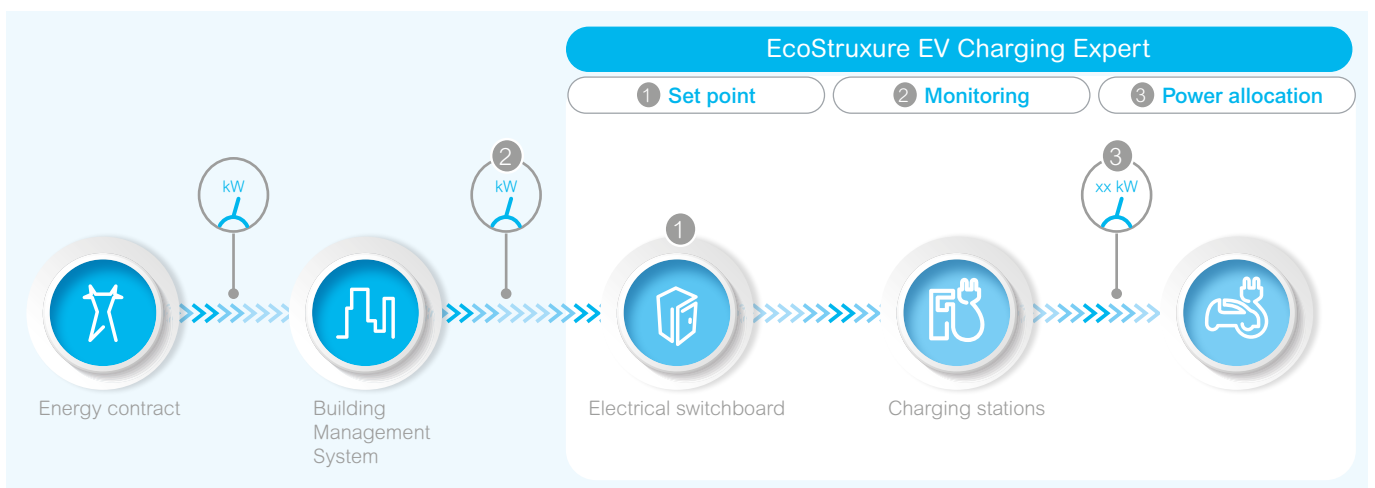 EcoStruxure EV Charging Expert
1 Set point
2 Monitoring
3 Power allocation
kW
2
kW
1
3
xx kW
Energy contract
Building
Management
System
Electrical switchboard
Charging stations